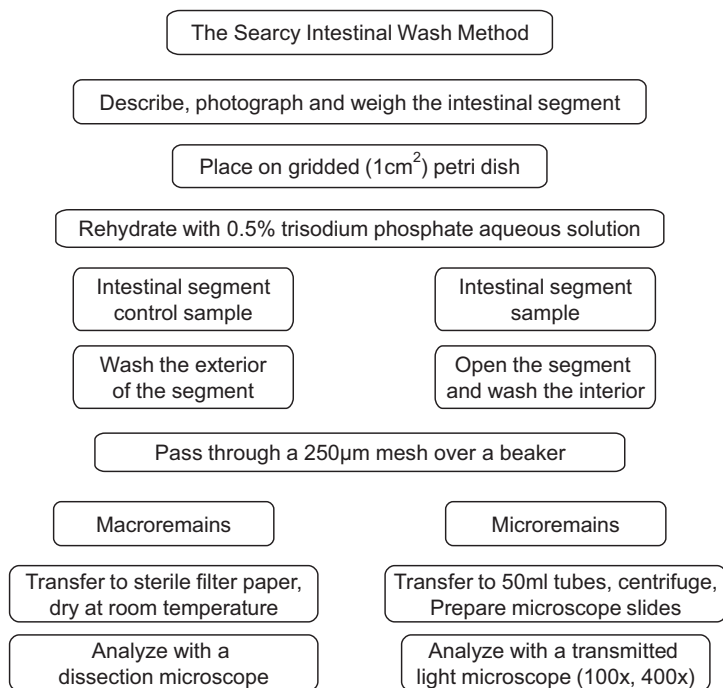 The Searcy Intestinal Wash Method
Describe, photograph and weigh the intestinal segment
Place on gridded (1cm²) petri dish
Rehydrate with 0.5% trisodium phosphate aqueous solution
Intestinal segment
control sample
Intestinal segment
sample
Wash the exterior
of the segment
Open the segment
and wash the interior
Pass through a 250µm mesh over a beaker
Macroremains
Microremains
Transfer to sterile filter paper,
dry at room temperature
Transfer to 50ml tubes, centrifuge,
Prepare microscope slides
Analyze with a
dissection microscope
Analyze with a transmitted
light microscope (100x, 400x)